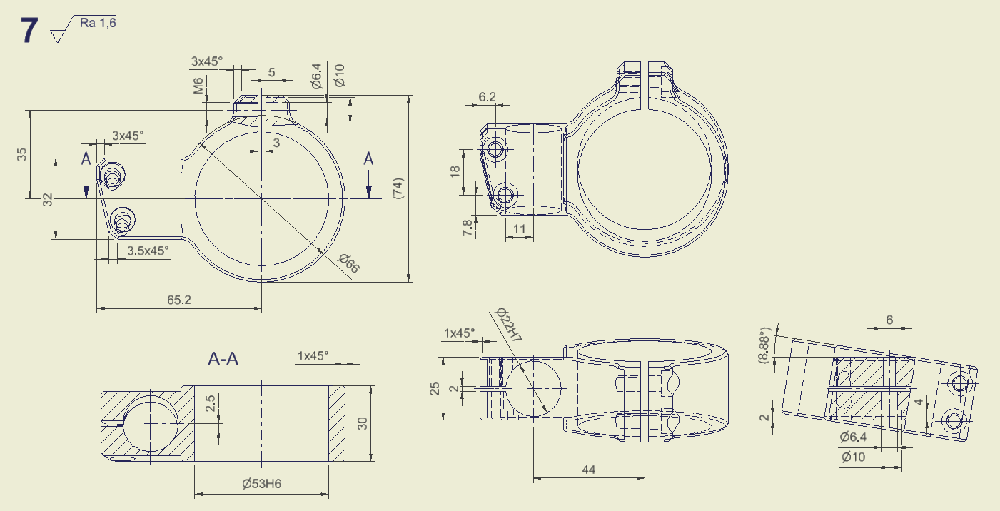 7 Ra 1,6
3x45°
M6
5
Ø6.4
Ø10
3x45°
35
A
A
32
3
(74)
3.5x45°
Ø66
65.2
6.2
18
7.8
11
A-A
1x45°
2.5
30
Ø53H6
Ø22H7
1x45°
25
2
44
(8.88°)
6
4
2
Ø6.4
Ø10